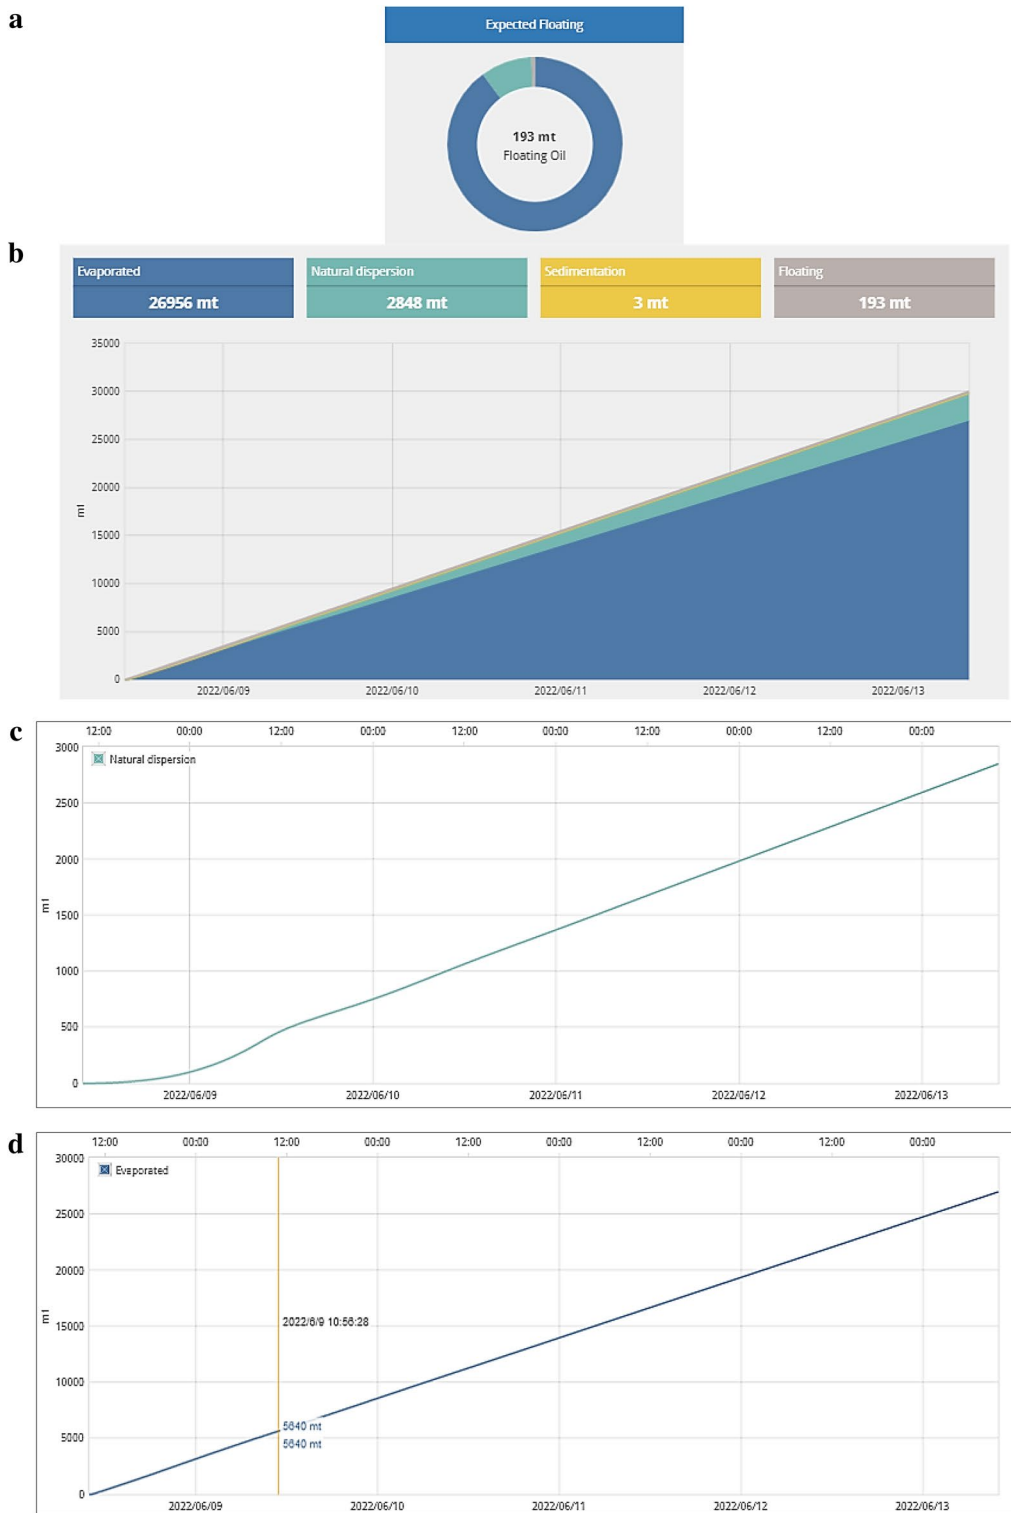 a
Expected Floating
193 mt
Floating Oil
b
Evaporated Natural dispersion Sedimentation Floating
26956 mt 2848 mt 3 mt 193 mt
35000
30000
25000
20000
15000
10000
5000
0
mt
2022/06/09 2022/06/10 2022/06/11 2022/06/12 2022/06/13
c
12:00 00:00 12:00 00:00 12:00 00:00 12:00 00:00 12:00 00:00
3000
Natural dispersion
2500
2000
1500
1000
500
0
mt
2022/06/09 2022/06/10 2022/06/11 2022/06/12 2022/06/13
d
12:00 00:00 12:00 00:00 12:00 00:00 12:00 00:00 12:00 00:00
30000
Evaporated
25000
20000
15000
2022/6/9 10:56:28
10000
5640 mt
5000
5640 mt
0
mt
2022/06/09 2022/06/10 2022/06/11 2022/06/12 2022/06/13